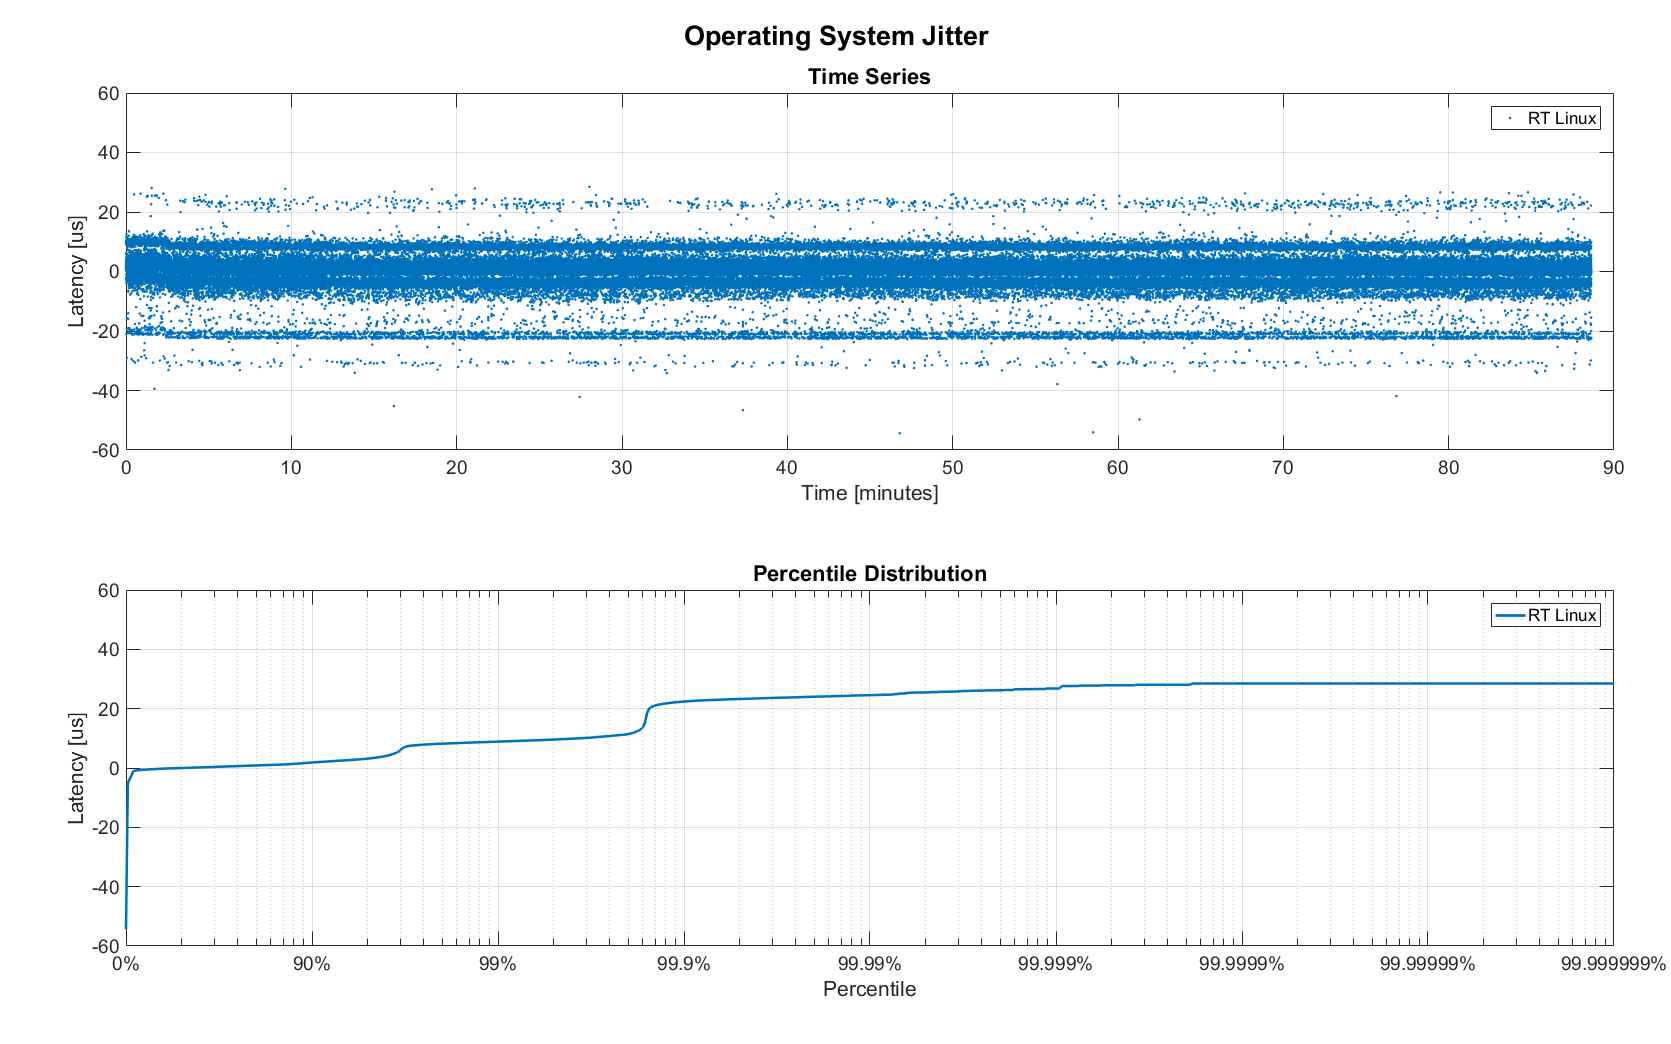 Operating System Jitter
Time Series
RT Linux
Latency [us]
60
40
20
0
-20
-40
-60
0 10 20 30 40 50 60 70 80 90
Time [minutes]
Percentile Distribution
RT Linux
Latency [us]
60
40
20
0
-20
-40
-60
0% 90% 99% 99.9% 99.99% 99.999% 99.9999% 99.99999% 99.999999%
Percentile